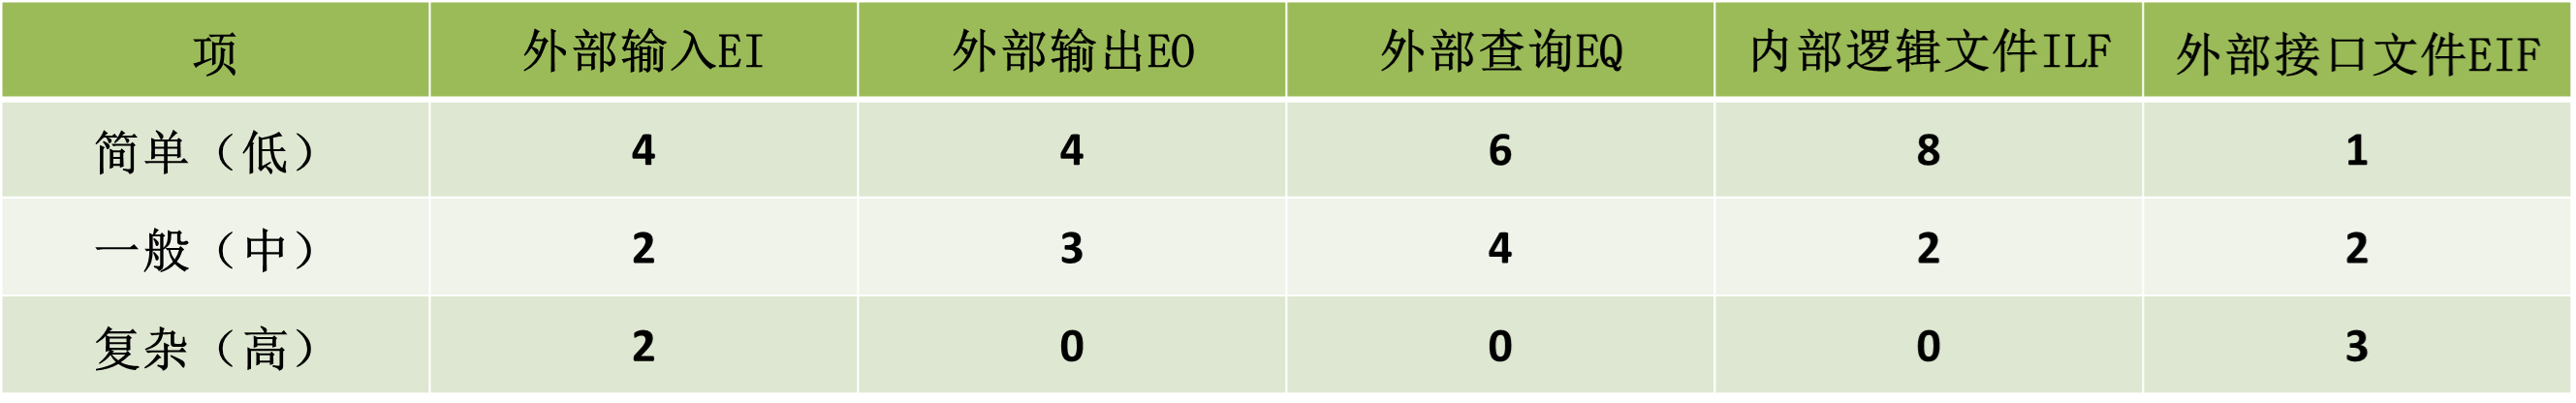 项 外部输入EI 外部输出EO 外部查询EQ 内部逻辑文件ILF 外部接口文件EIF
简单（低） 4 4 6 8 1
一般（中） 2 3 4 2 2
复杂（高） 2 0 0 0 3